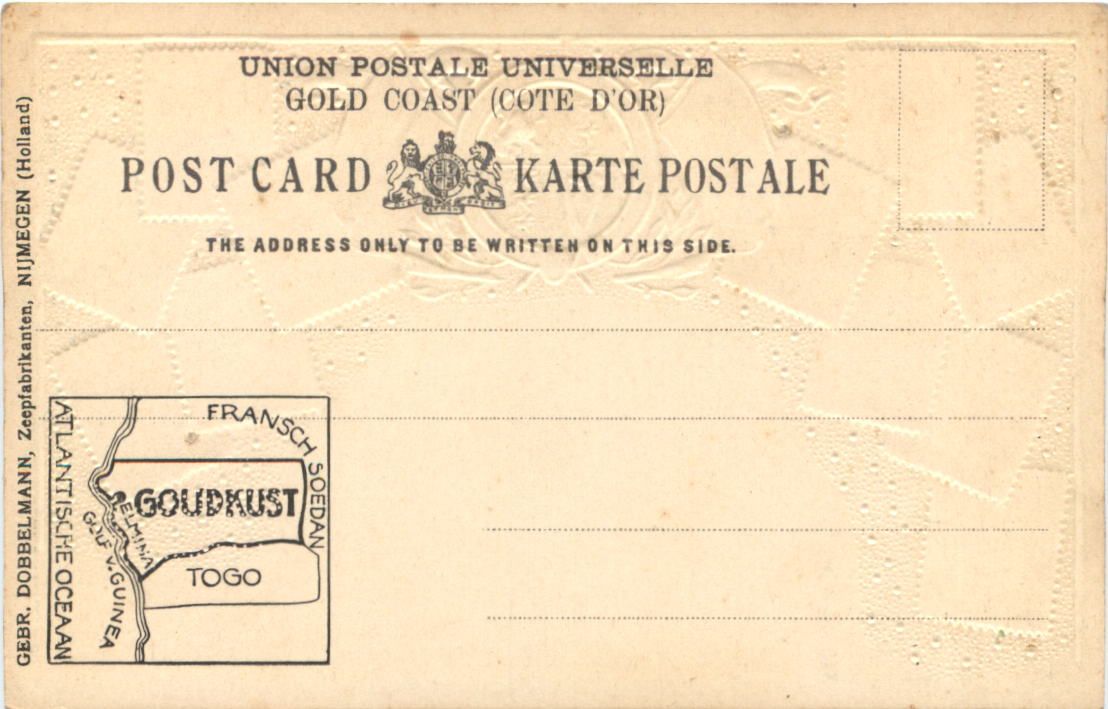 UNION POSTALE UNIVERSELLE
GOLD COAST (COTE D'OR)
POST CARD KARTE POSTALE
THE ADDRESS ONLY TO BE WRITTEN ON THIS SIDE.
GEBR. DOBBELMANN, Zeepfabrikanten, NIJMEGEN (Holland)
FRANSCH SOEDAN
ATLANTISCHE OCEAAN
GOUDKUST
ELMINA
GOLF V. GUINEA
TOGO